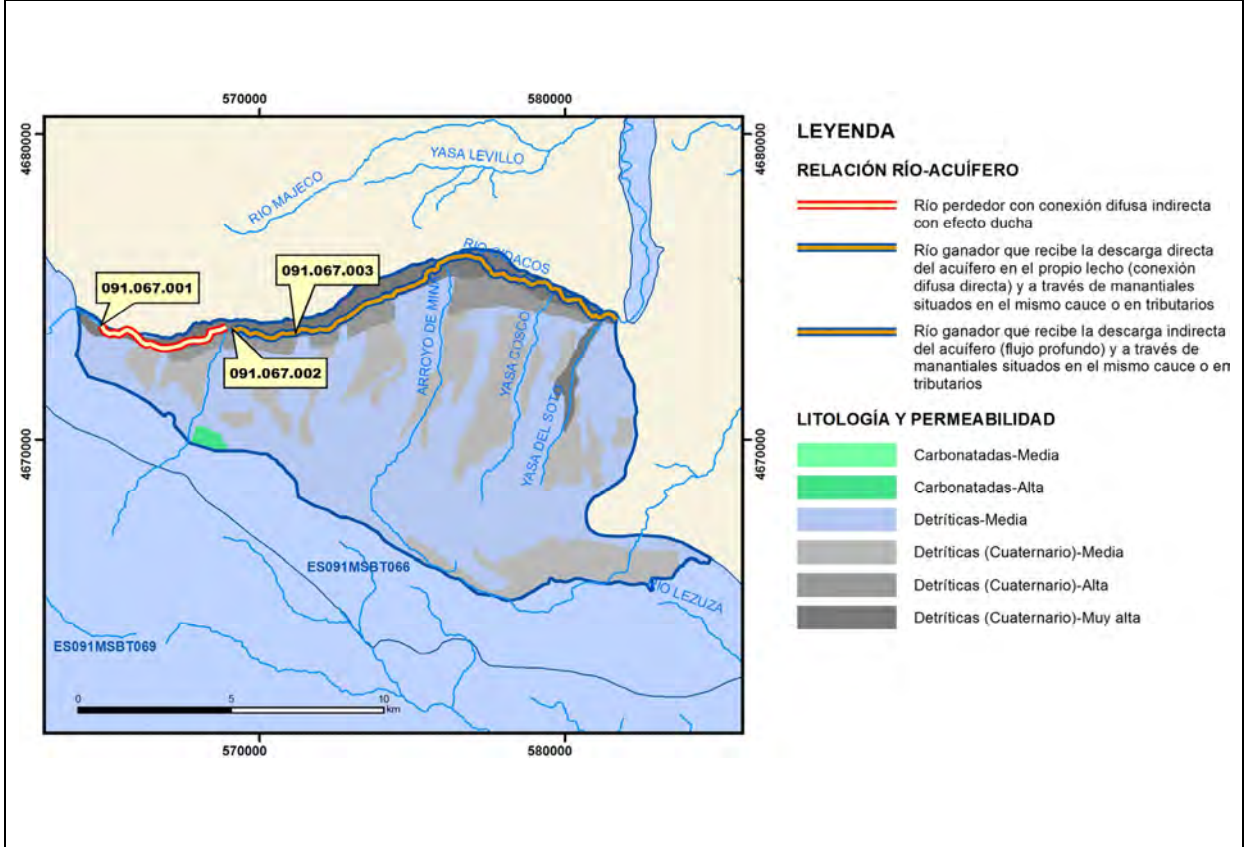 570000
580000
4680000
4680000
YASA LEVILLO
RIO MAJECO
091.067.001
091.067.003
091.067.002
ARROYO DE MINA
YASA COSCO
YASA DEL SOTO
4670000
4670000
ES091MSBT066
RIO LEZUZA
ES091MSBT069
0
5
10
km
570000
580000
LEYENDA
RELACIÓN RÍO-ACUÍFERO
Río perdedor con conexión difusa indirecta
con efecto ducha
Río ganador que recibe la descarga directa
del acuífero en el propio lecho (conexión
difusa directa) y a través de manantiales
situados en el mismo cauce o en tributarios
Río ganador que recibe la descarga indirecta
del acuífero (flujo profundo) y a través de
manantiales situados en el mismo cauce o en
tributarios
LITOLOGÍA Y PERMEABILIDAD
Carbonatadas-Media
Carbonatadas-Alta
Detríticas-Media
Detríticas (Cuaternario)-Media
Detríticas (Cuaternario)-Alta
Detríticas (Cuaternario)-Muy alta